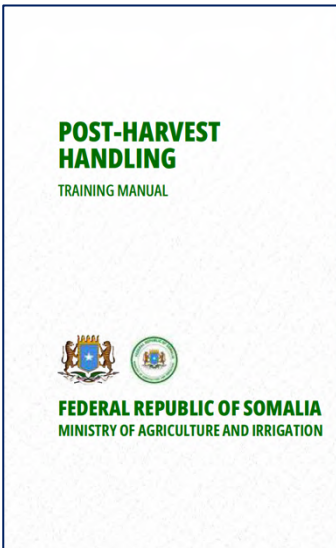 POST-HARVEST
HANDLING
TRAINING MANUAL
FEDERAL REPUBLIC OF SOMALIA
MINISTRY OF AGRICULTURE AND IRRIGATION